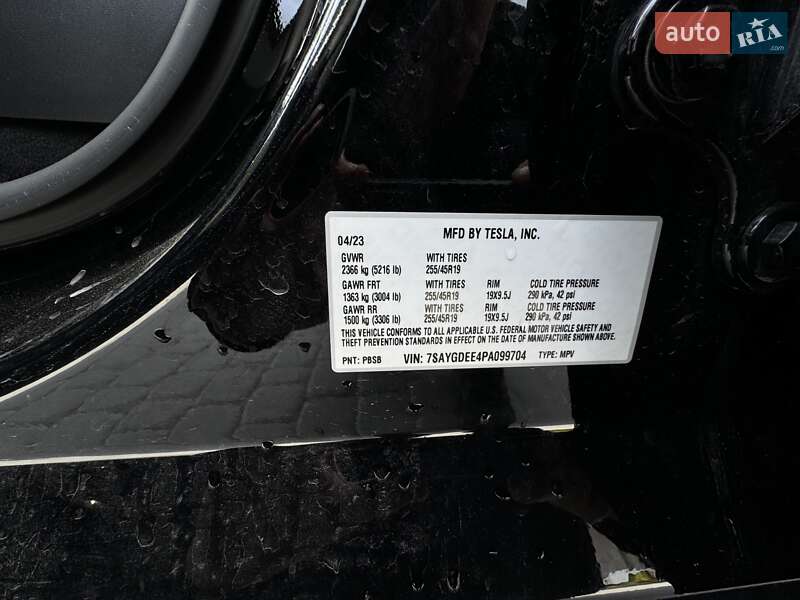 auto RIA
.com
04/23 MFD BY TESLA, INC.
GVWR WITH TIRES
2366 kg (5216 lb) 255/45R19
GAWR FRT WITH TIRES RIM COLD TIRE PRESSURE
1363 kg (3004 lb) 255/45R19 19X9.5J 290 kPa, 42 psi
GAWR RR WITH TIRES RIM COLD TIRE PRESSURE
1500 kg (3306 lb) 255/45R19 19X9.5J 290 kPa, 42 psi
THIS VEHICLE CONFORMS TO ALL APPLICABLE U.S. FEDERAL MOTOR VEHICLE SAFETY AND
THEFT PREVENTION STANDARDS IN EFFECT ON THE DATE OF MANUFACTURE SHOWN ABOVE.
PNT: PBSB VIN: 7SAYGDEE4PA099704 TYPE: MPV